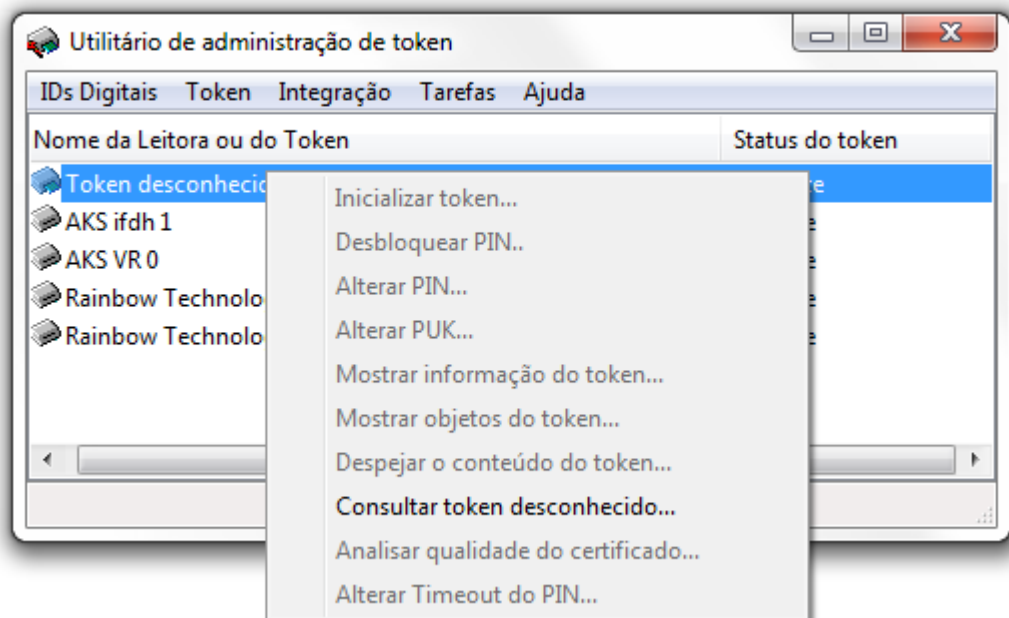 Utilitário de administração de token
IDs Digitais Token Integração Tarefas Ajuda
Nome da Leitora ou do Token Status do token
Token
AKS ifdh 1
AKS VR 0
Rainbow
Rainbow
Inicializar token...
Desbloquear PIN..
Alterar PIN...
Alterar PUK...
Mostrar informação do token...
Mostrar objetos do token...
Despejar o conteúdo do token...
Consultar token desconhecido...
Analisar qualidade do certificado...
Alterar Timeout do PIN...